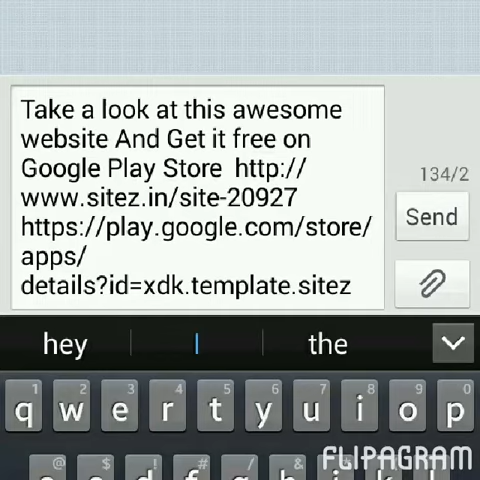 Take a look at this awesome
website And Get it free on
Google Play Store http://
www.sitez.in/site-20927
https://play.google.com/store/
apps/
details?id=xdk.template.sitez
134/2
Send
hey | the
1 2 3 4 5 6 7 8 9 0
q w e r t y u i o p
@ $ # / &
FLIPAGRAM